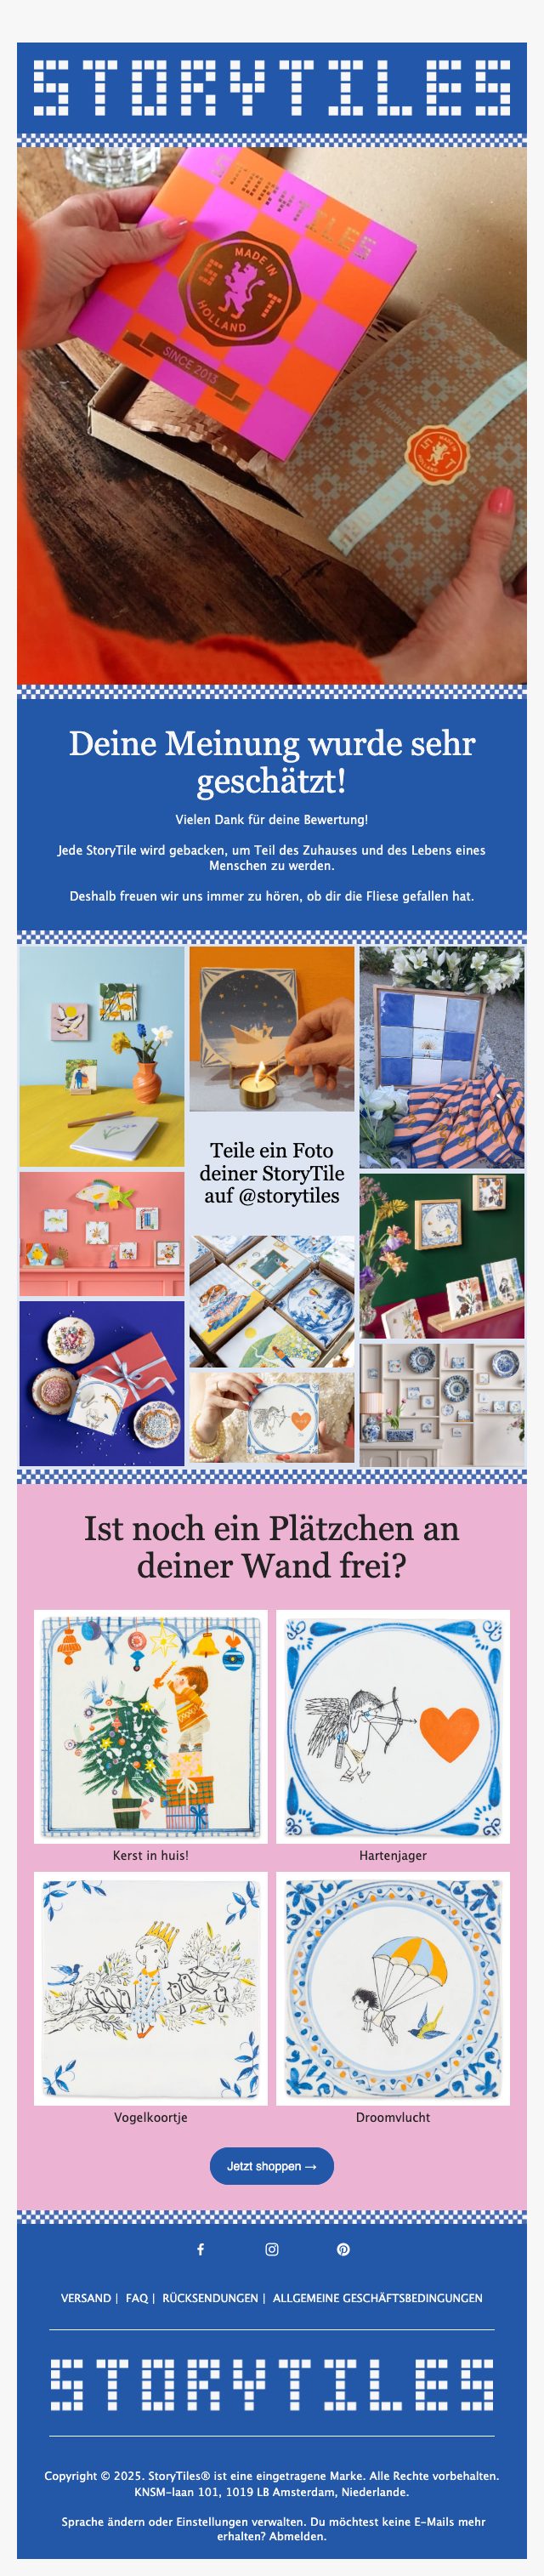 STORYTILES
STORYTILES
MADE IN
HOLLAND
SINCE 2013
MADE IN
HOLLAND
Deine Meinung wurde sehr
geschätzt!
Vielen Dank für deine Bewertung!
Jede StoryTile wird gebacken, um Teil des Zuhauses und des Lebens eines
Menschen zu werden.
Deshalb freuen wir uns immer zu hören, ob dir die Fliese gefallen hat.
Teile ein Foto
deiner StoryTile
auf @storytiles
Ist noch ein Plätzchen an
deiner Wand frei?
Kerst in huis!
Hartenjager
Vogelkoortje
Droomvlucht
Jetzt shoppen →
VERSAND | FAQ | RÜCKSENDUNGEN | ALLGEMEINE GESCHÄFTSBEDINGUNGEN
STORYTILES
Copyright © 2025. StoryTiles® ist eine eingetragene Marke. Alle Rechte vorbehalten.
KNSM-laan 101, 1019 LB Amsterdam, Niederlande.
Sprache ändern oder Einstellungen verwalten. Du möchtest keine E-Mails mehr
erhalten? Abmelden.